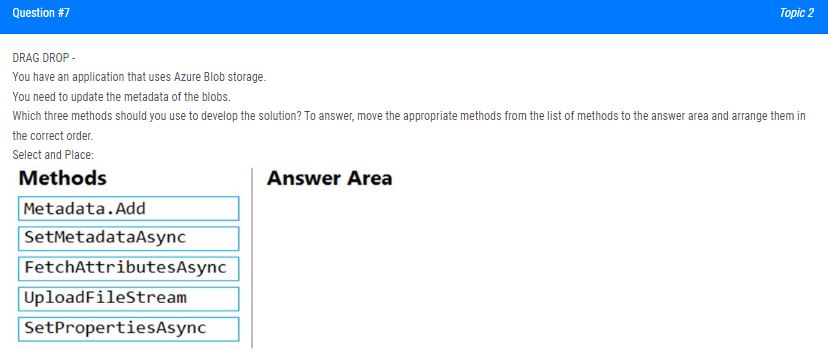 Question #7 Topic 2
DRAG DROP -
You have an application that uses Azure Blob storage.
You need to update the metadata of the blobs.
Which three methods should you use to develop the solution? To answer, move the appropriate methods from the list of methods to the answer area and arrange them in
the correct order.
Select and Place:
Methods Answer Area
Metadata.Add
SetMetadataAsync
FetchAttributesAsync
UploadFileStream
SetPropertiesAsync